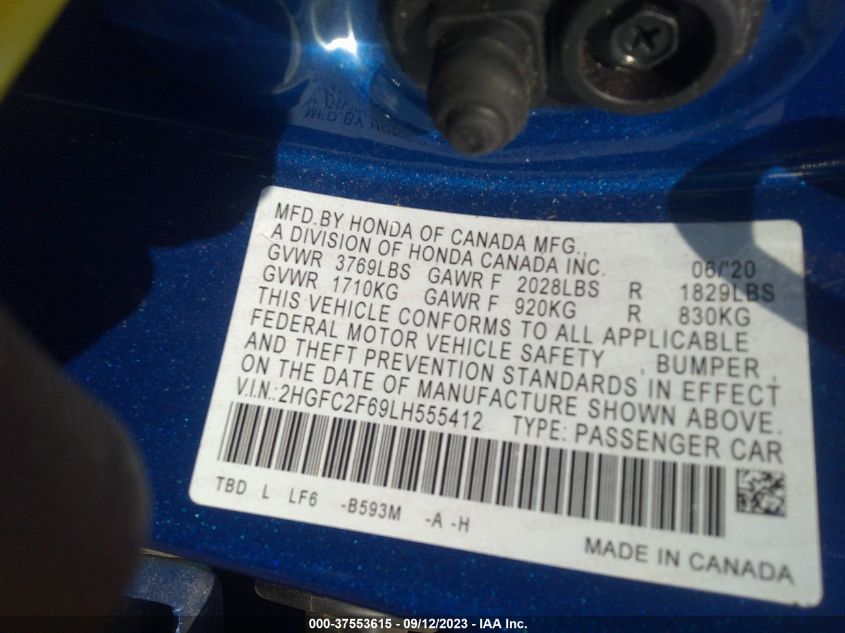 MFD.BY HONDA OF CANADA MFG.,
A DIVISION OF HONDA CANADA INC. 06/'20
GVWR 3769LBS GAWR F 2028LBS R 1829LBS
GVWR 1710KG GAWR F 920KG R 830KG
THIS VEHICLE CONFORMS TO ALL APPLICABLE
FEDERAL MOTOR VEHICLE SAFETY , BUMPER ,
AND THEFT PREVENTION STANDARDS IN EFFECT
ON THE DATE OF MANUFACTURE SHOWN ABOVE.
V.I.N.:2HGFC2F69LH555412 TYPE: PASSENGER CAR
TBD L LF6 -B593M -A -H
MADE IN CANADA
000-37553615 - 09/12/2023 - IAA Inc.